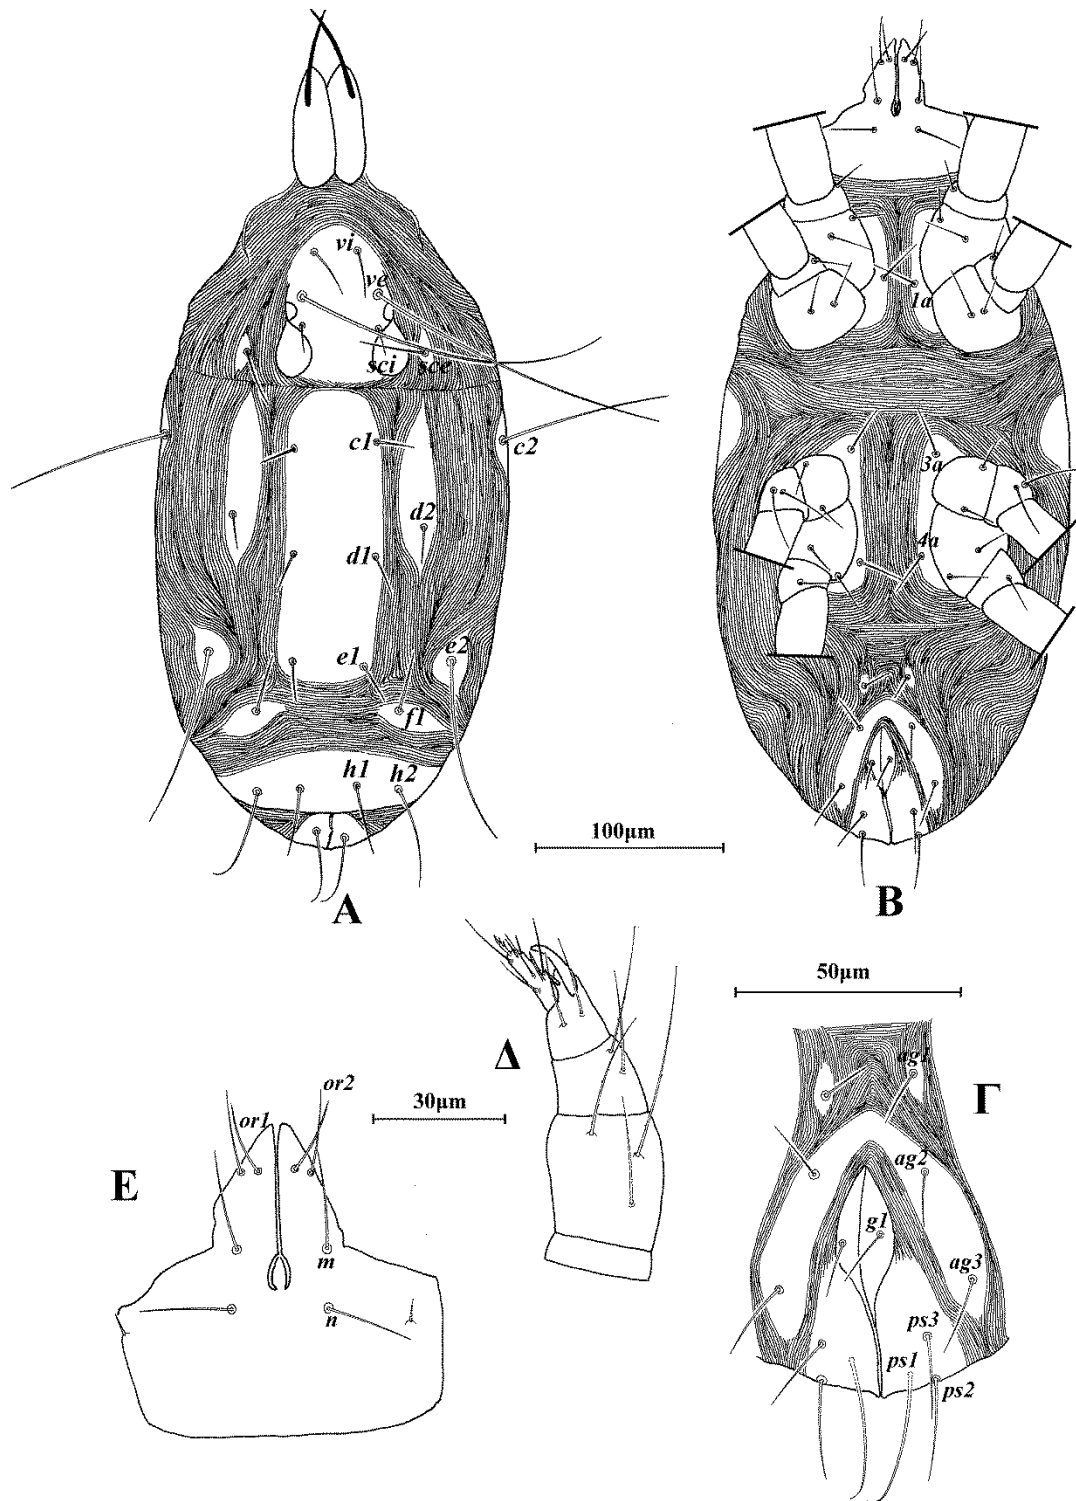 vi
ve
sci sce
c1 c2
d2
d1
e1 e2
f1
h1 h2
A
1a
3a
4a
B
100μm
Δ
50μm
ag1
Γ
ag2
g1
ag3
ps3
ps1
ps2
30μm
or2
or1
E
m
n